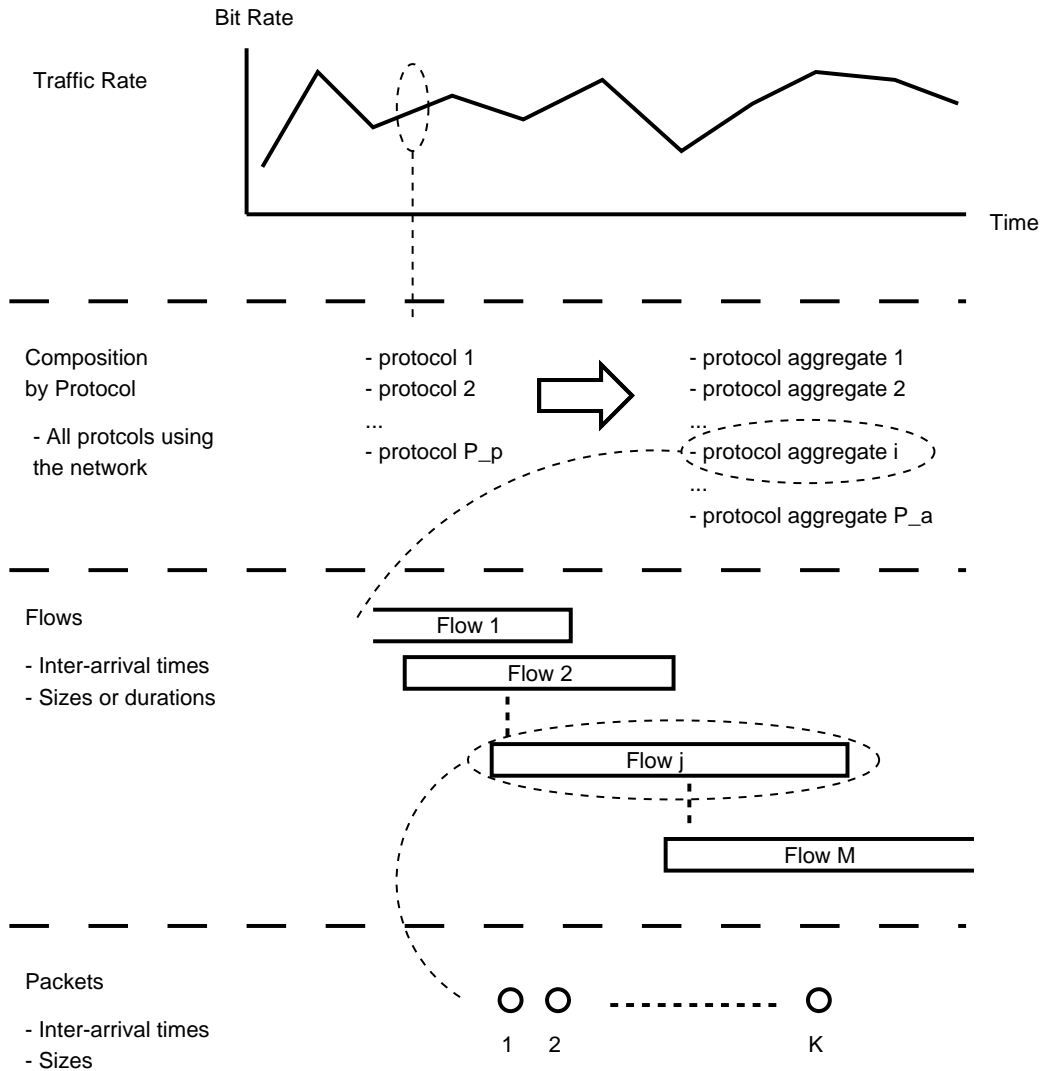 Bit Rate
Traffic Rate
Time
Composition
by Protocol
- All protcols using
the network
- protocol 1
- protocol 2
...
- protocol P_p
- protocol aggregate 1
- protocol aggregate 2
...
- protocol aggregate i
...
- protocol aggregate P_a
Flows
- Inter-arrival times
- Sizes or durations
Flow 1
Flow 2
Flow j
Flow M
Packets
- Inter-arrival times
- Sizes
1 2 K